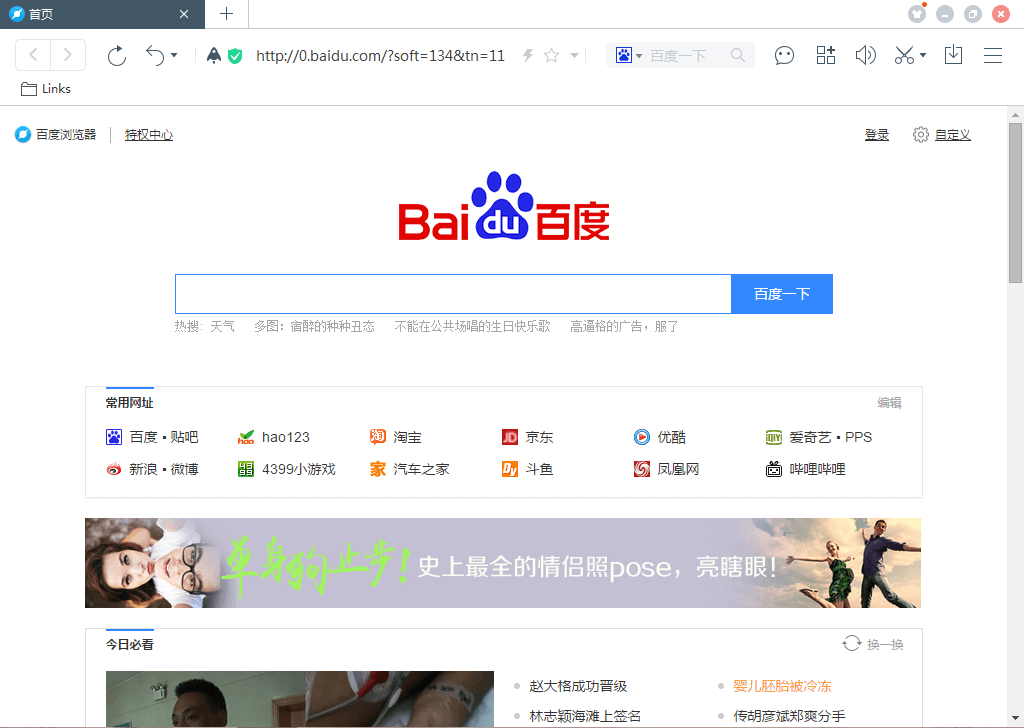 首页
http://0.baidu.com/?soft=134&tn=11
百度一下
Links
百度浏览器 特权中心 登录 自定义
Bai du 百度
百度一下
热搜: 天气 多图：宿醉的种种丑态 不能在公共场唱的生日快乐歌 高逼格的广告，服了
常用网址 编辑
百度 · 贴吧 hao hao123 淘 淘宝 JD 京东 优酷 iQIY 爱奇艺 · PPS
新浪 · 微博 4399小游戏 家 汽车之家 Dy 斗鱼 凤凰网 哔哩哔哩
单身狗止步！史上最全的情侣照pose，亮瞎眼！
今日必看 换一换
赵大格成功晋级 婴儿胚胎被冷冻
林志颖海滩上签名 传胡彦斌郑爽分手